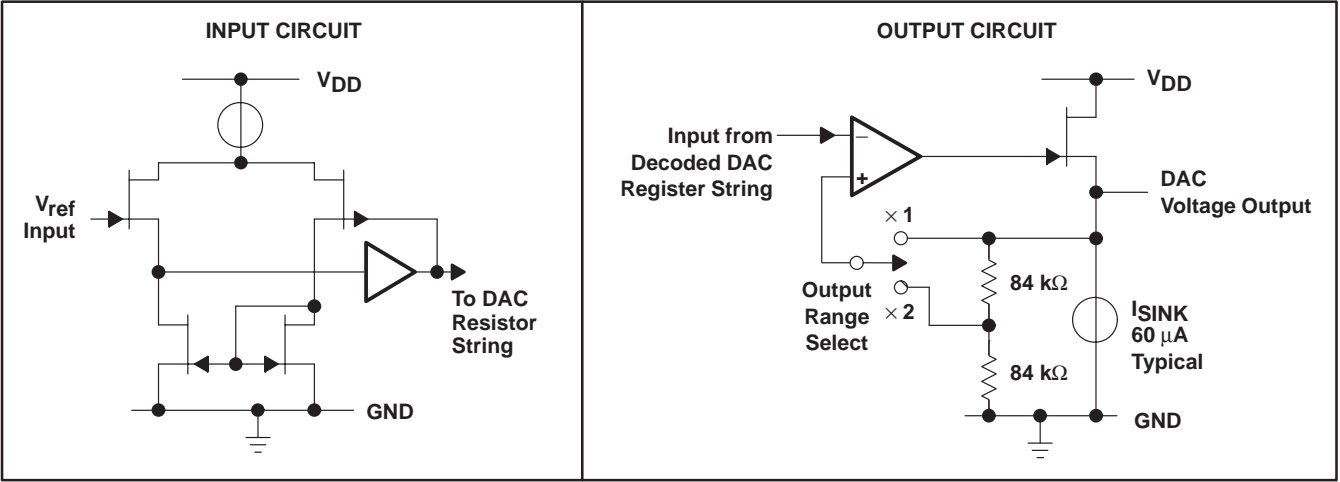 INPUT CIRCUIT
VDD
Vref
Input
To DAC
Resistor
String
GND
OUTPUT CIRCUIT
VDD
Input from
Decoded DAC
Register String
−
+
DAC
Voltage Output
× 1
84 kΩ
Output
Range
Select
× 2
ISINK
60 µA
Typical
84 kΩ
GND